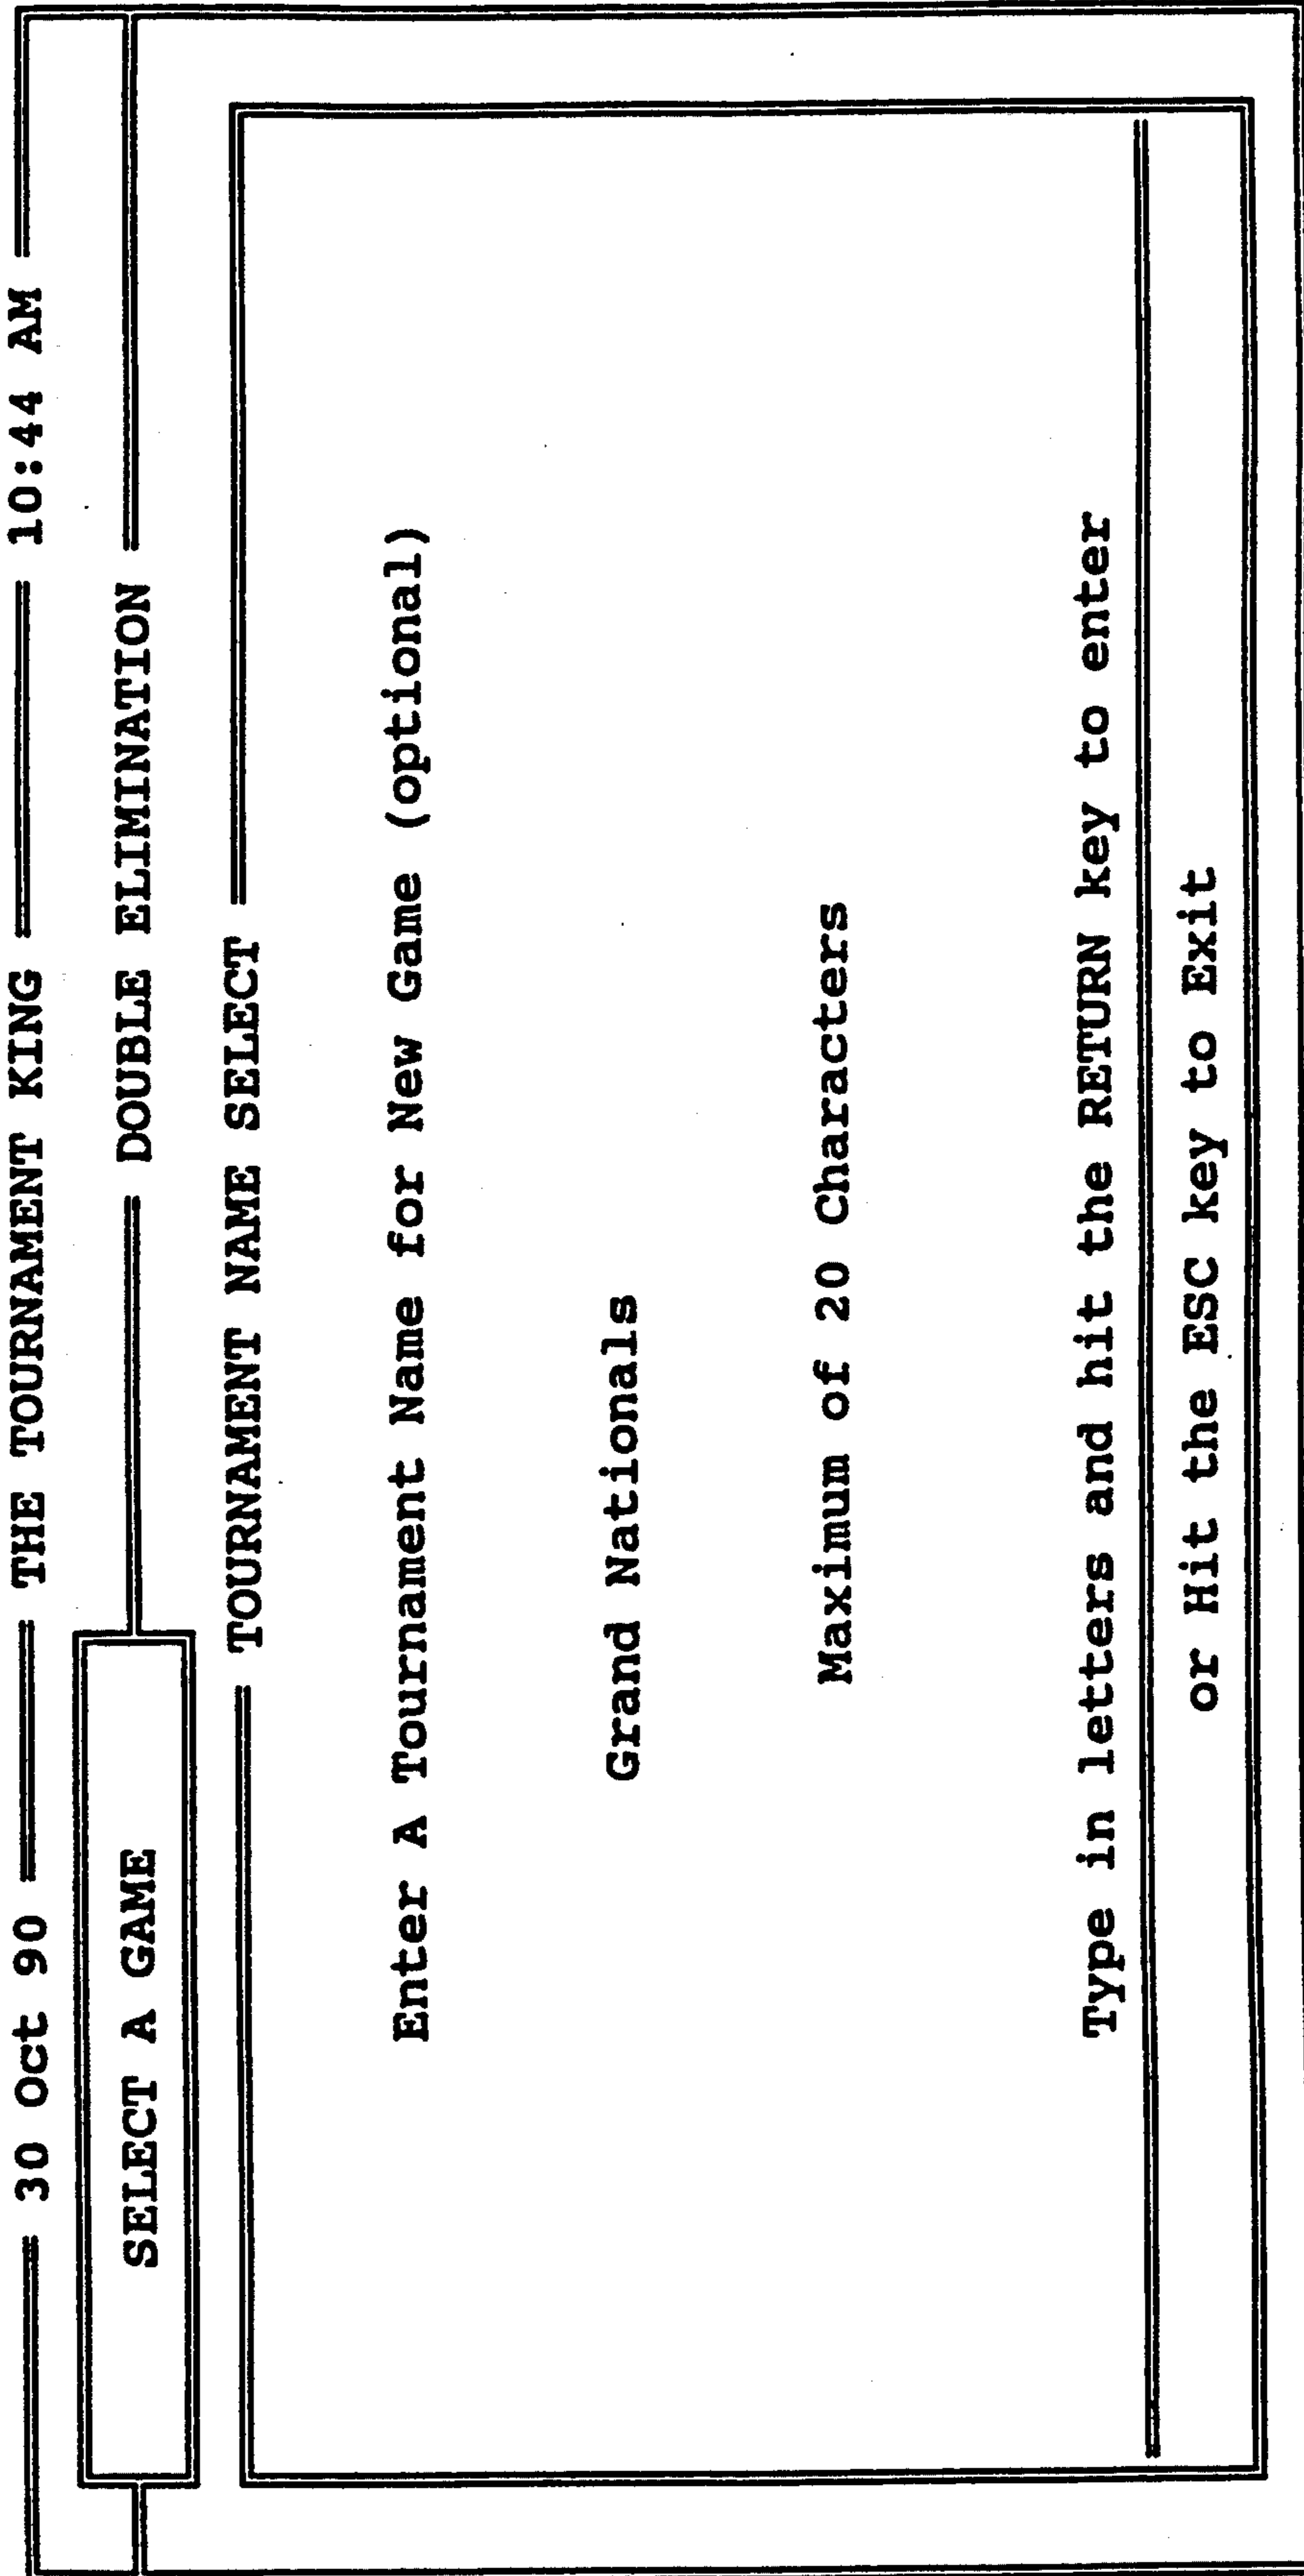 30 Oct 90 THE TOURNAMENT KING 10:44 AM
SELECT A GAME DOUBLE ELIMINATION
TOURNAMENT NAME SELECT
Enter A Tournament Name for New Game (optional)
Grand Nationals
Maximum of 20 Characters
Type in letters and hit the RETURN key to enter
or Hit the ESC key to Exit